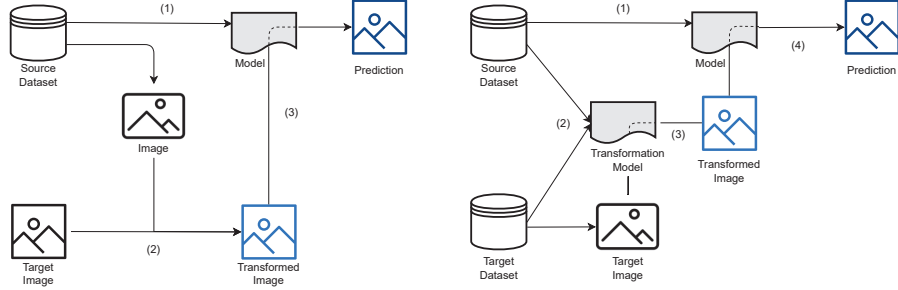 (1)
Source
Dataset
Model
Prediction
(3)
Image
(2)
Target
Image
Transformed
Image
(1)
Source
Dataset
Model
(4)
Prediction
(2)
(3)
Transformation
Model
Transformed
Image
Target
Dataset
Target
Image